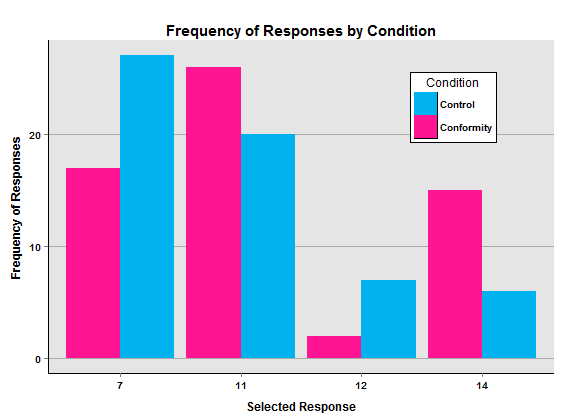 Frequency of Responses by Condition
Condition
Control
Conformity
Frequency of Responses
20
10
0
7 11 12 14
Selected Response